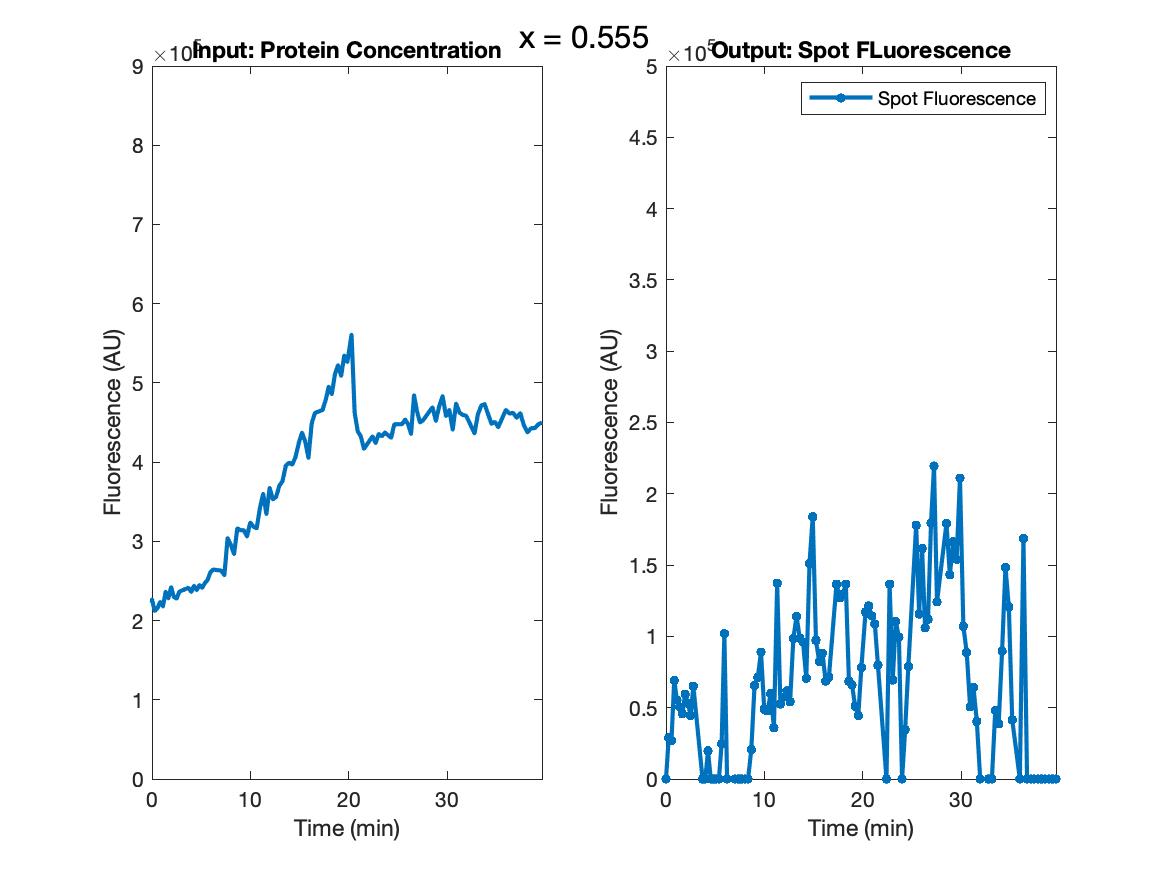 x = 0.555
×10⁵
Input: Protein Concentration
9
8
7
6
5
4
3
2
1
0
Fluorescence (AU)
0 10 20 30
Time (min)
×10⁵
Output: Spot FLuorescence
Spot Fluorescence
5
4.5
4
3.5
3
2.5
2
1.5
1
0.5
0
Fluorescence (AU)
0 10 20 30
Time (min)